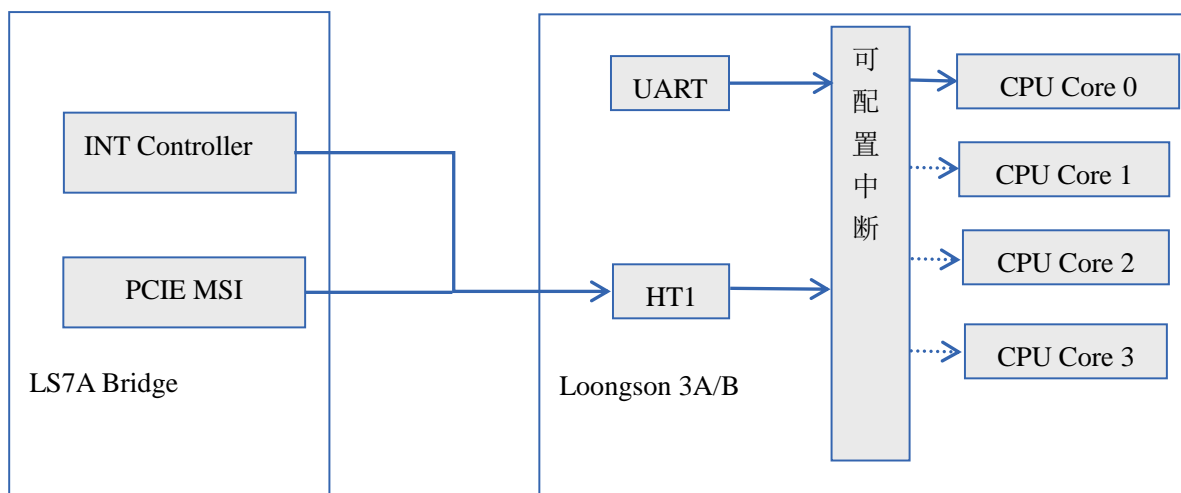 INT Controller
PCIE MSI
LS7A Bridge
UART
HT1
Loongson 3A/B
可
配
置
中
断
CPU Core 0
CPU Core 1
CPU Core 2
CPU Core 3